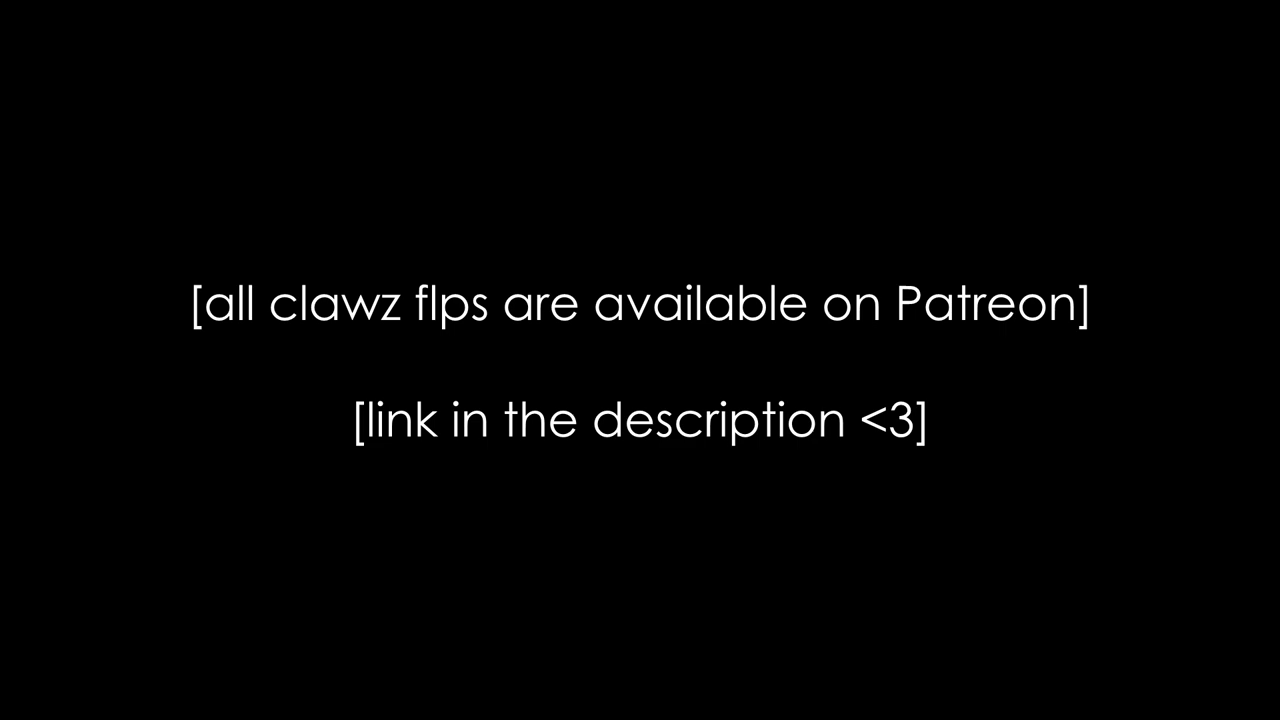 [all clawz flps are available on Patreon]
[link in the description <3]